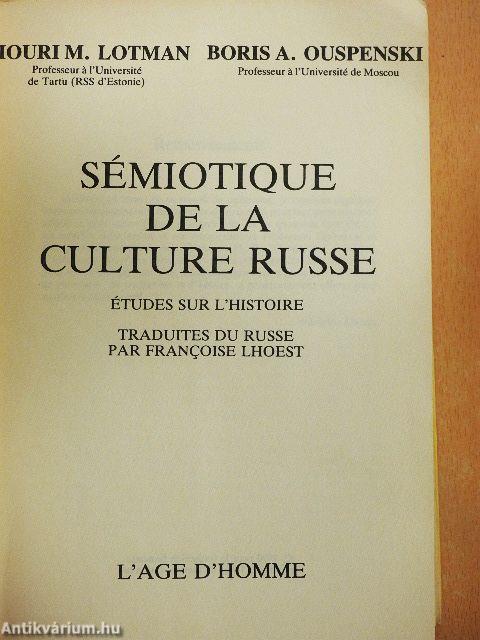 IOURI M. LOTMAN BORIS A. OUSPENSKI
Professeur à l'Université Professeur à l'Université de Moscou
de Tartu (RSS d'Estonie)
SÉMIOTIQUE
DE LA
CULTURE RUSSE
ÉTUDES SUR L'HISTOIRE
TRADUITES DU RUSSE
PAR FRANÇOISE LHOEST
L'AGE D'HOMME
Antikvárium.hu